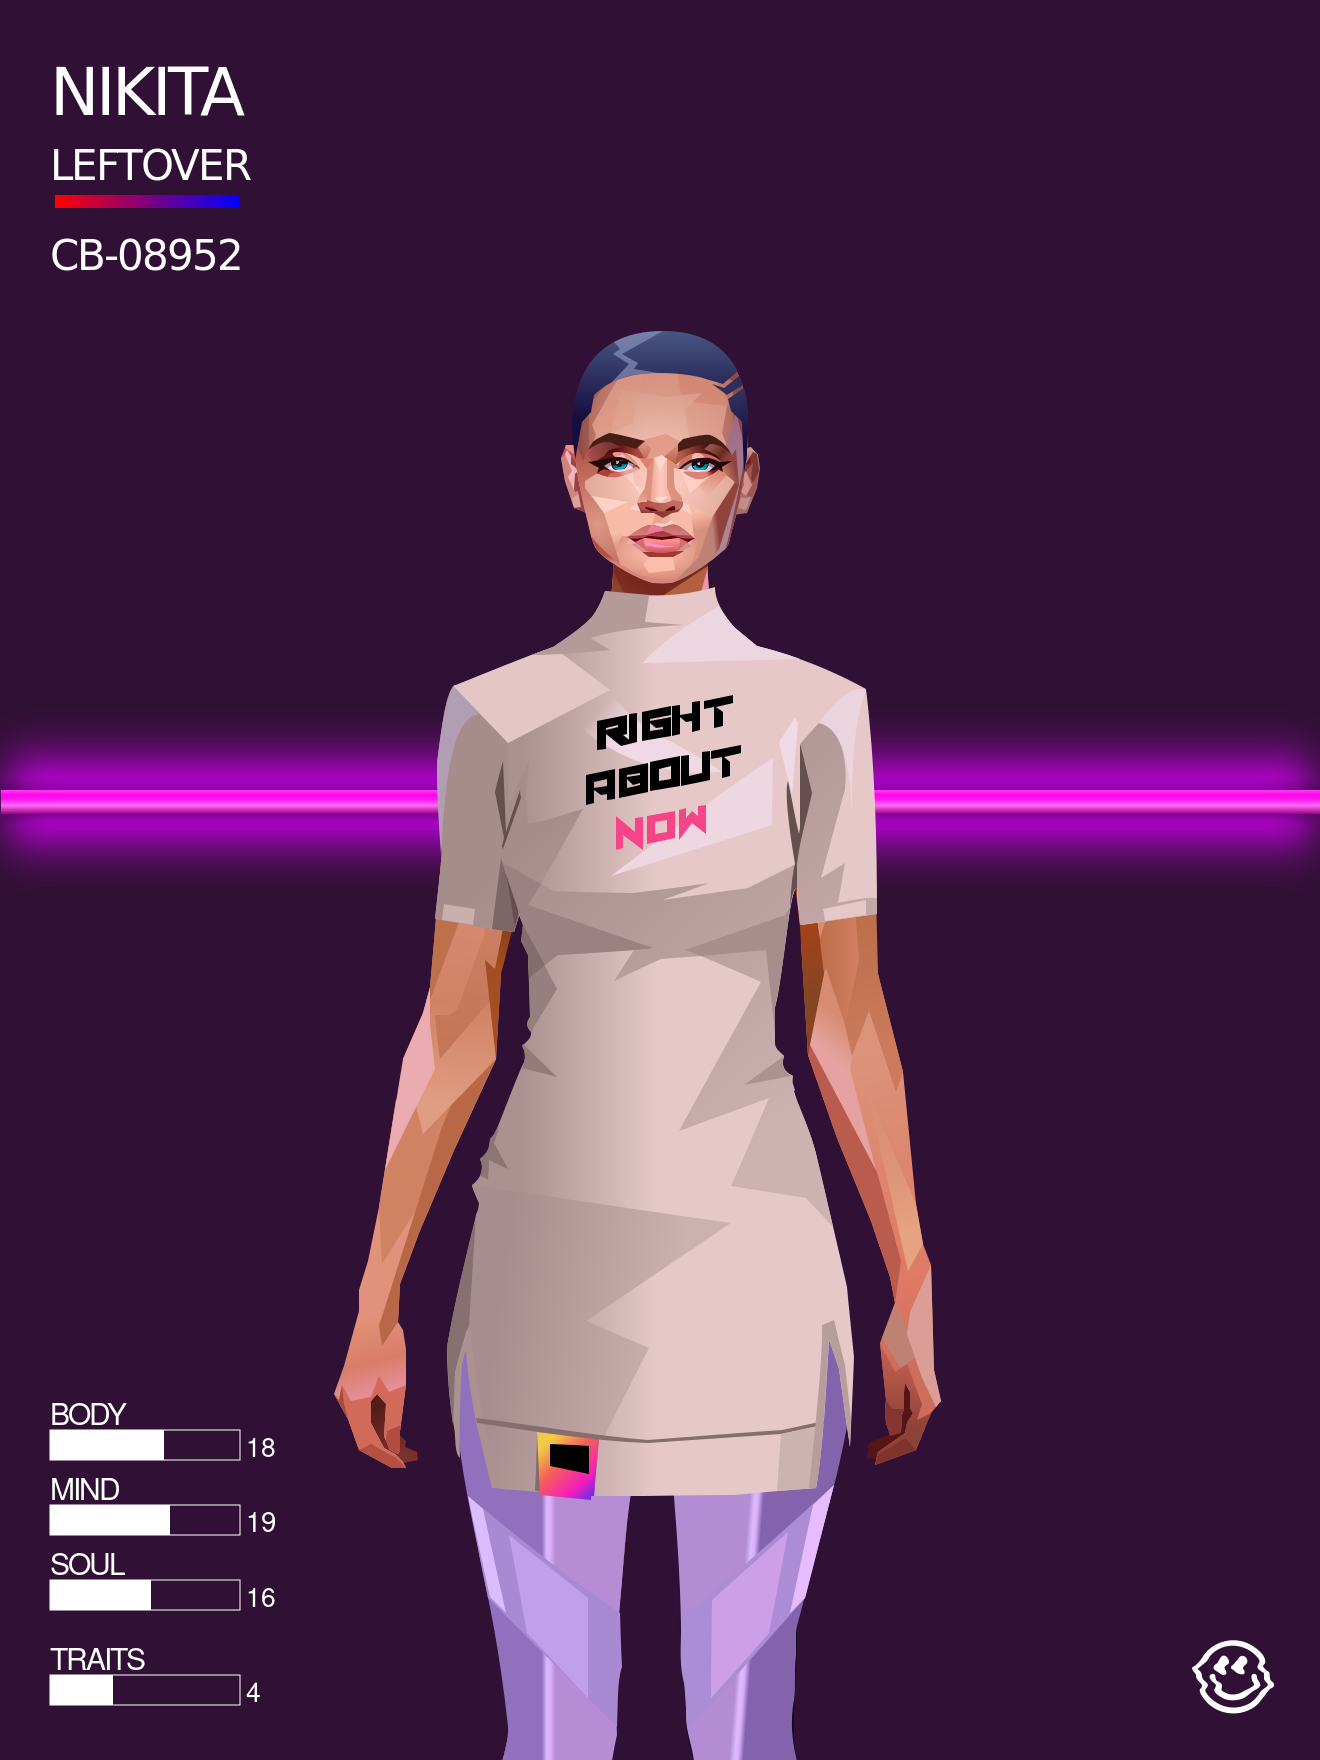 NIKITA
LEFTOVER
CB-08952
RIGHT
ABOUT
NOW
BODY
18
MIND
19
SOUL
16
TRAITS
4